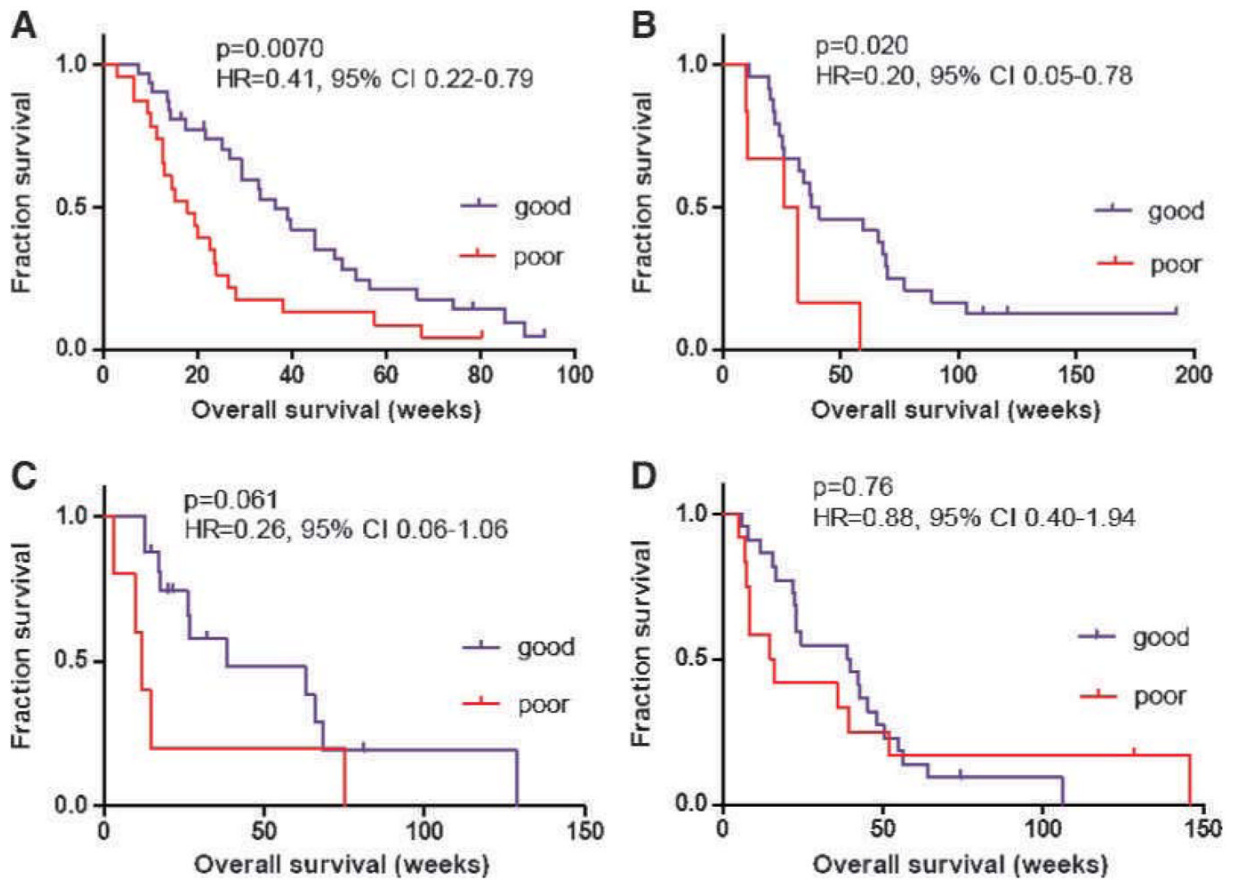 A
p=0.0070
HR=0.41, 95% CI 0.22-0.79
1.0
0.5
0.0
Fraction survival
good
poor
0 20 40 60 80 100
Overall survival (weeks)
B
p=0.020
HR=0.20, 95% CI 0.05-0.78
1.0
0.5
0.0
Fraction survival
good
poor
0 50 100 150 200
Overall survival (weeks)
C
p=0.061
HR=0.26, 95% CI 0.06-1.06
1.0
0.5
0.0
Fraction survival
good
poor
0 50 100 150
Overall survival (weeks)
D
p=0.76
HR=0.88, 95% CI 0.40-1.94
1.0
0.5
0.0
Fraction survival
good
poor
0 50 100 150
Overall survival (weeks)